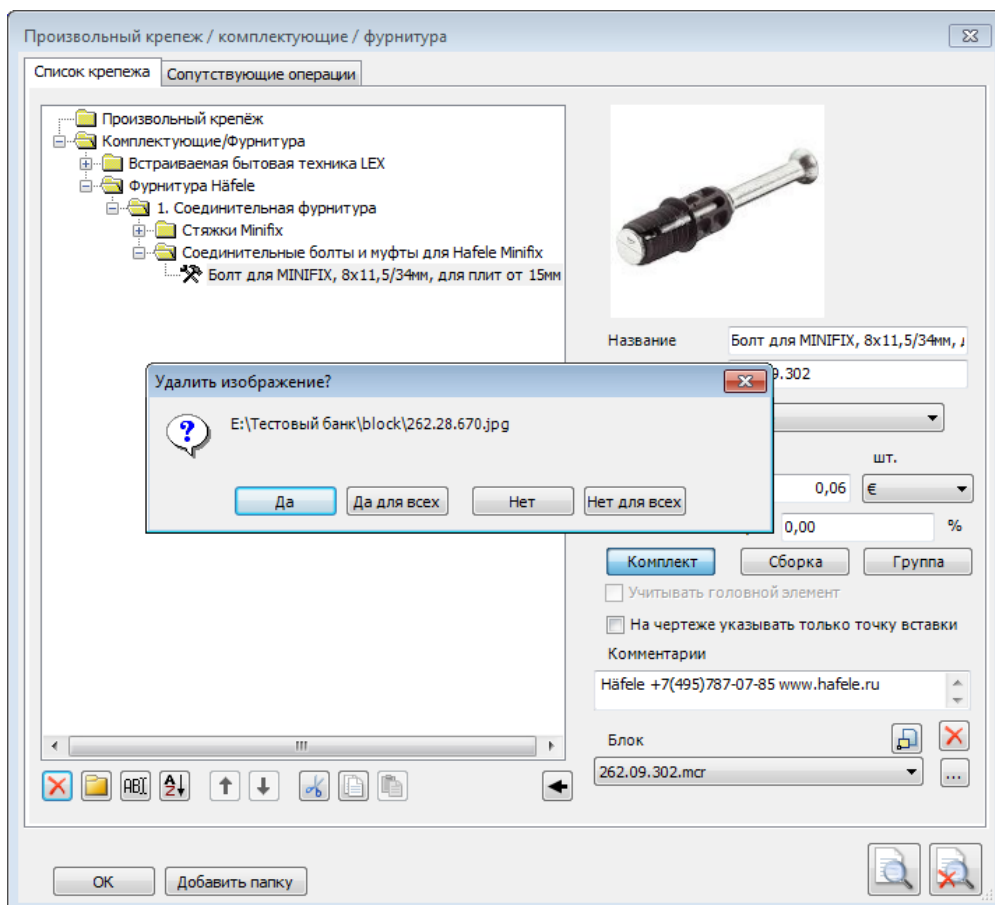 Произвольный крепеж / комплектующие / фурнитура
Список крепежа
Сопутствующие операции
Произвольный крепёж
Комплектующие/Фурнитура
Встраиваемая бытовая техника LEX
Фурнитура Häfele
1. Соединительная фурнитура
Стяжки Minifix
Соединительные болты и муфты для Hafele Minifix
Болт для MINIFIX, 8x11,5/34мм, для плит от 15мм
Название
Болт для MINIFIX, 8x11,5/34мм,
9.302
Удалить изображение?
E:\Тестовый банк\block\262.28.670.jpg
Да
Да для всех
Нет
Нет для всех
шт.
0,06
€
0,00
%
Комплект
Сборка
Группа
Учитывать головной элемент
На чертеже указывать только точку вставки
Комментарии
Häfele +7(495)787-07-85 www.hafele.ru
Блок
262.09.302.mcr
...
ABI
A
Z
OK
Добавить папку